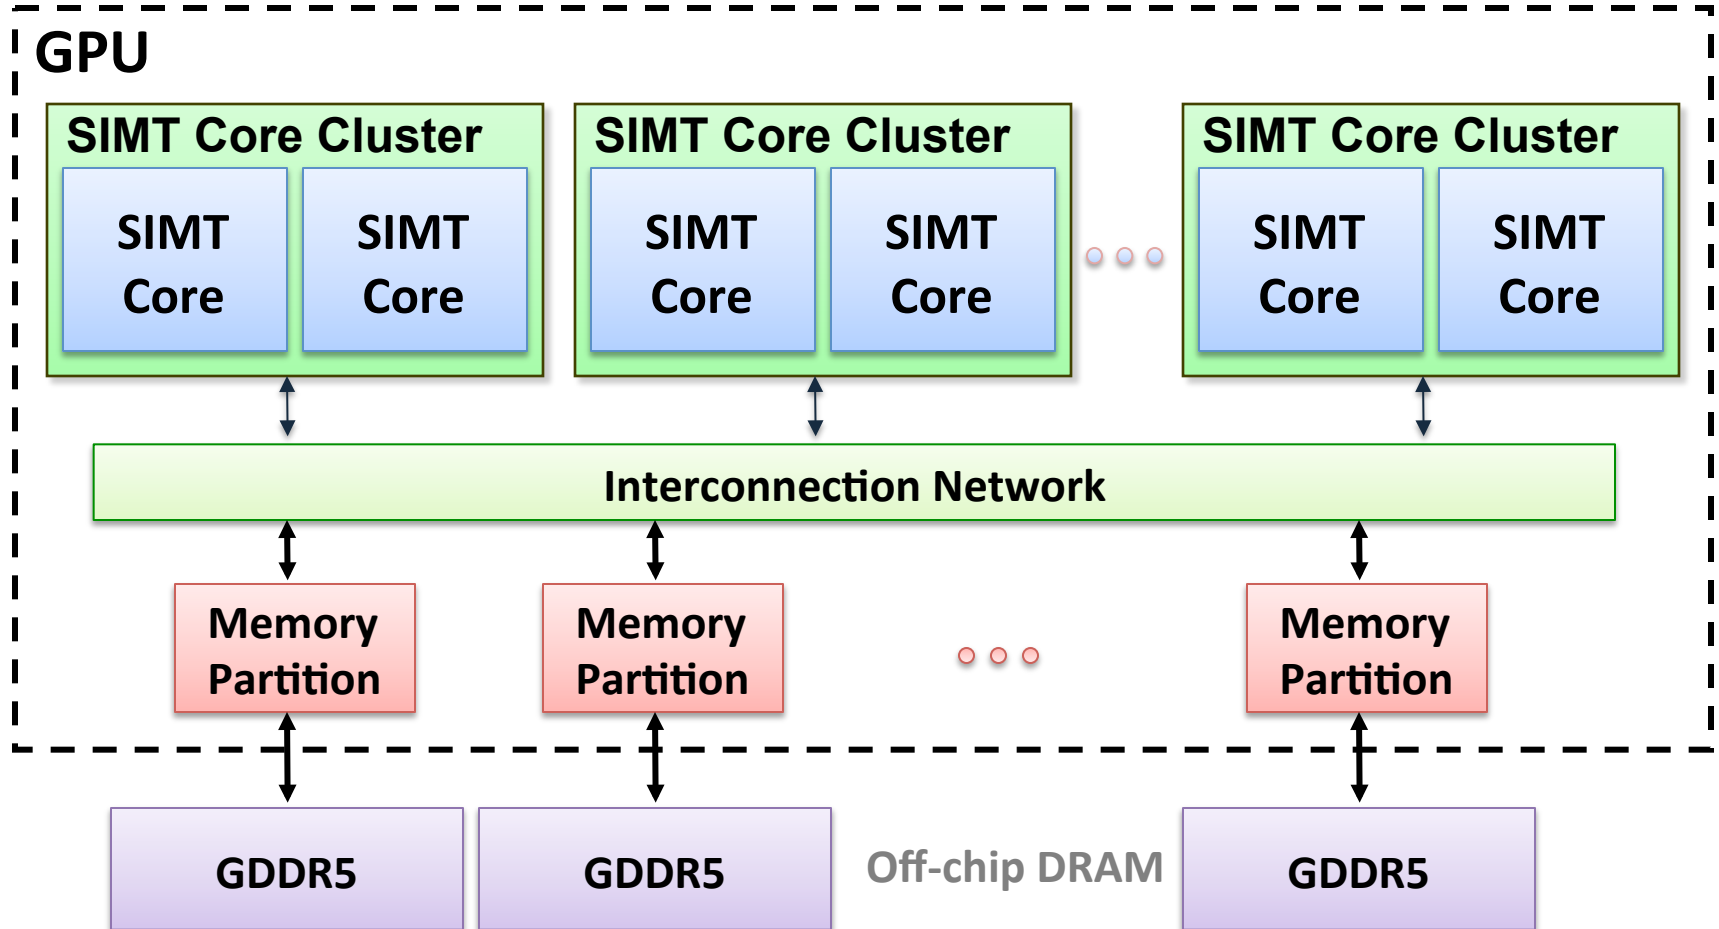 GPU
SIMT Core Cluster
SIMT
Core
SIMT
Core
SIMT Core Cluster
SIMT
Core
SIMT
Core
SIMT Core Cluster
SIMT
Core
SIMT
Core
Interconnection Network
Memory
Partition
Memory
Partition
Memory
Partition
GDDR5
GDDR5
Off-chip DRAM
GDDR5